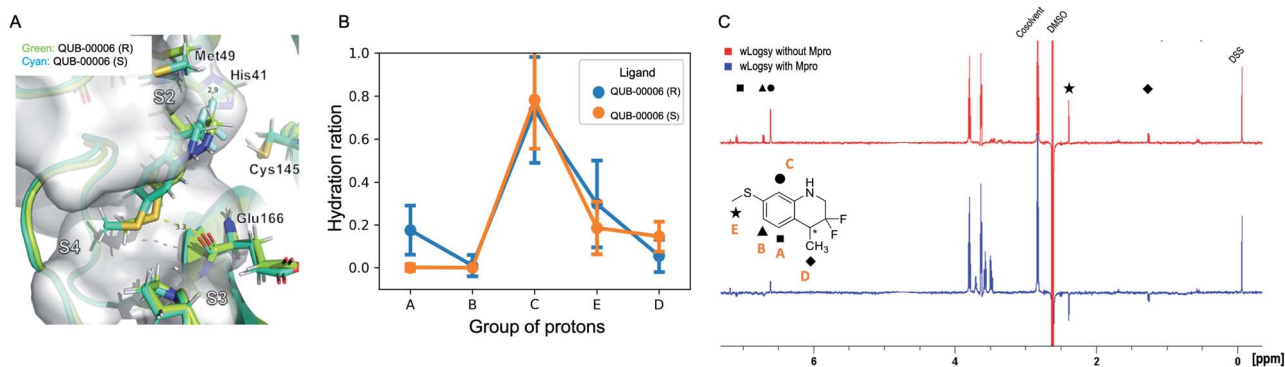 A
Green: QUB-00006 (R)
Cyan: QUB-00006 (S)
Met49
His41
S2
2,9
Cys145
Glu166
3.3
S4
S3
B
Hydration ration
1.0
0.8
0.6
0.4
0.2
0.0
Ligand
QUB-00006 (R)
QUB-00006 (S)
A
B
C
E
D
Group of protons
C
wLogsy without Mpro
wLogsy with Mpro
Cosolvent
DMSO
DSS
C
H
N
S
F
F
*
CH3
E
B
A
D
6
4
2
0
[ppm]